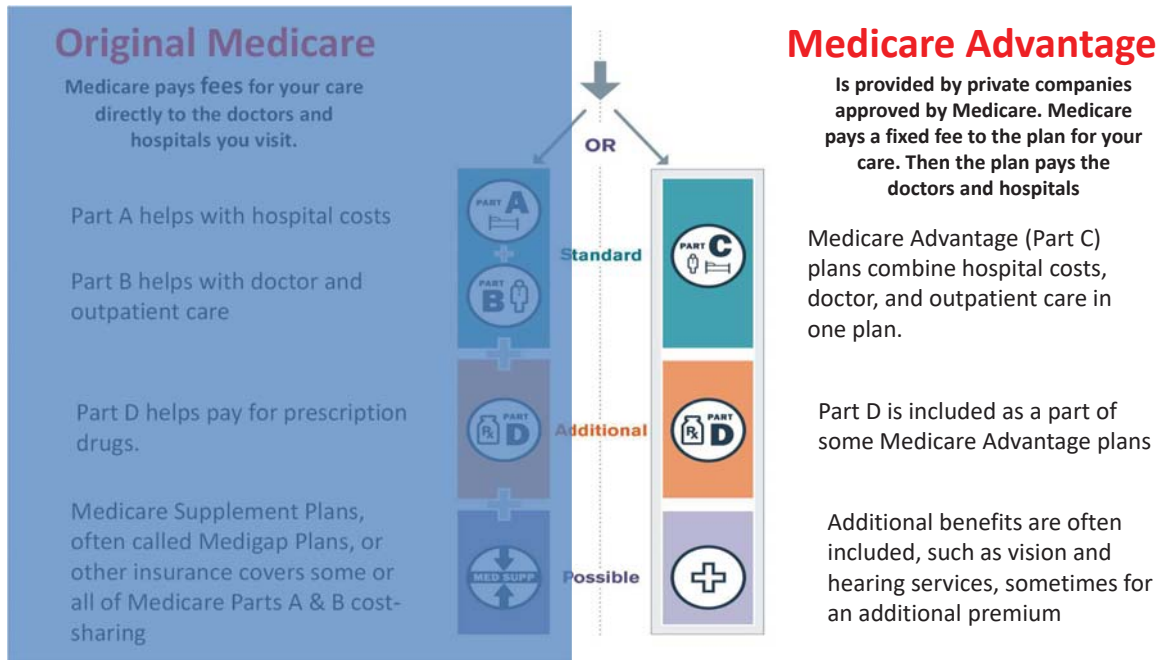 Original Medicare
Medicare pays fees for your care
directly to the doctors and
hospitals you visit.
Part A helps with hospital costs
Part B helps with doctor and
outpatient care
Part D helps pay for prescription
drugs.
Medicare Supplement Plans,
often called Medigap Plans, or
other insurance covers some or
all of Medicare Parts A & B cost-
sharing
OR
PART A
+
PART B
+
Rx PART D
+
MED SUPP
Standard
Additional
Possible
PART C
Rx PART D
Medicare Advantage
Is provided by private companies
approved by Medicare. Medicare
pays a fixed fee to the plan for your
care. Then the plan pays the
doctors and hospitals
Medicare Advantage (Part C)
plans combine hospital costs,
doctor, and outpatient care in
one plan.
Part D is included as a part of
some Medicare Advantage plans
Additional benefits are often
included, such as vision and
hearing services, sometimes for
an additional premium